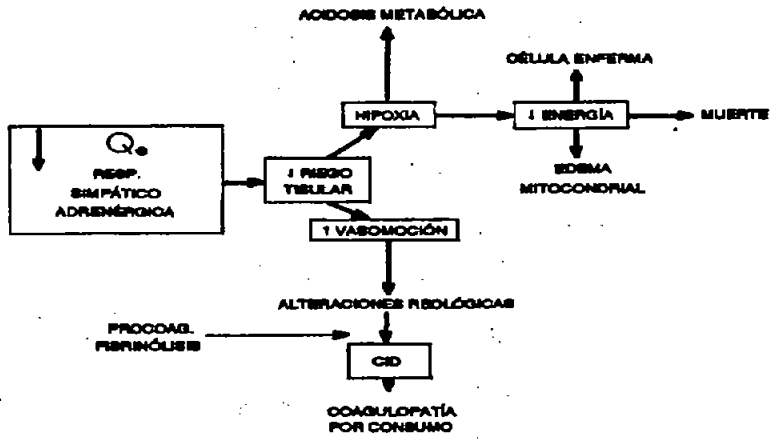 ACIDOSIS METABÓLICA
CÉLULA ENFERMA
HIPOXIA
↓ ENERGÍA
MUERTE
EDEMA
MITOCONDRIAL
↓ Q.
RESP.
SIMPÁTICO
ADRENÉRGICA
↓ RIEGO
TISULAR
↑ VASOMOCIÓN
ALTERACIONES REOLÓGICAS
PROCOAG.
FIBRINÓLISIS
CID
COAGULOPATÍA
POR CONSUMO